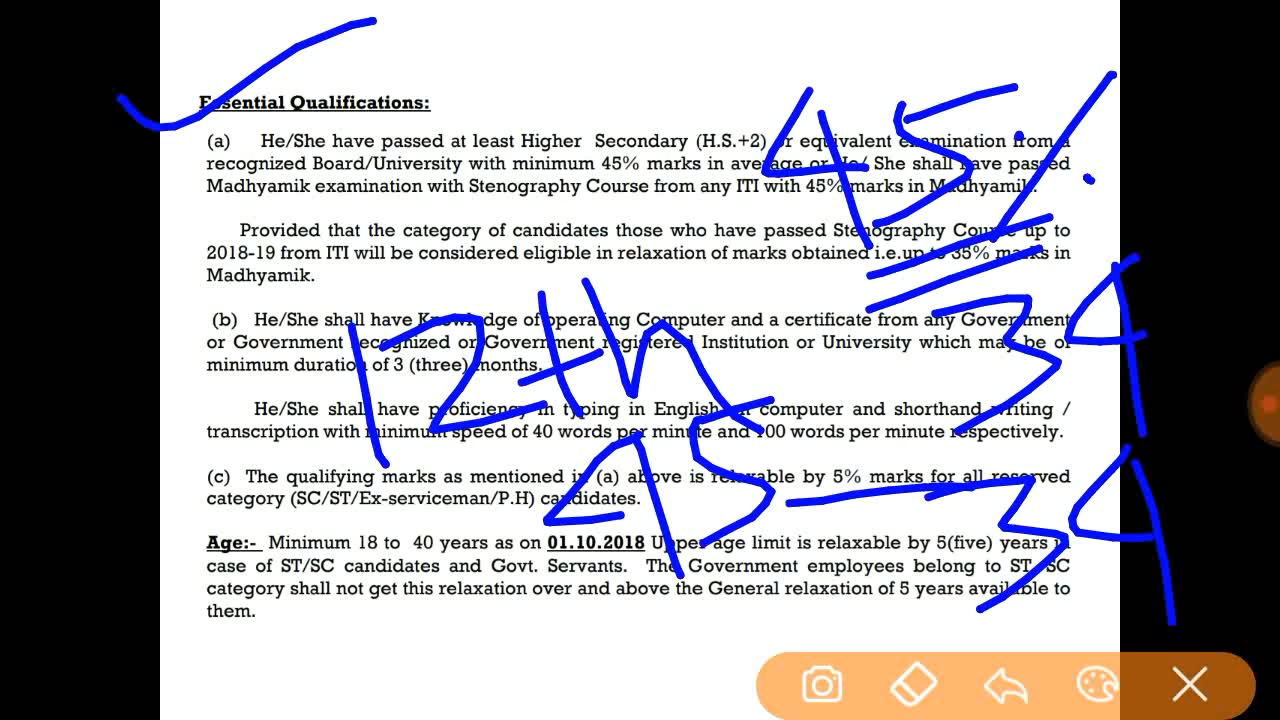 Essential Qualifications:
(a) He/She have passed at least Higher Secondary (H.S.+2) or equivalent examination from a
recognized Board/University with minimum 45% marks in average or He/ She shall have passed
Madhyamik examination with Stenography Course from any ITI with 45% marks in Madhyamik.
Provided that the category of candidates those who have passed Stenography Course up to
2018-19 from ITI will be considered eligible in relaxation of marks obtained i.e.up to 35% marks in
Madhyamik.
(b) He/She shall have Knowledge of operating Computer and a certificate from any Government
or Government recognized or Government registered Institution or University which may be of
minimum duration of 3 (three) months.
He/She shall have proficiency in typing in English in computer and shorthand writing /
transcription with minimum speed of 40 words per minute and 100 words per minute respectively.
(c) The qualifying marks as mentioned in (a) above is relaxable by 5% marks for all reserved
category (SC/ST/Ex-serviceman/P.H) candidates.
Age:- Minimum 18 to 40 years as on 01.10.2018 Upper age limit is relaxable by 5(five) years in
case of ST/SC candidates and Govt. Servants. The Government employees belong to ST/SC
category shall not get this relaxation over and above the General relaxation of 5 years available to
them.
45%
34
45
34